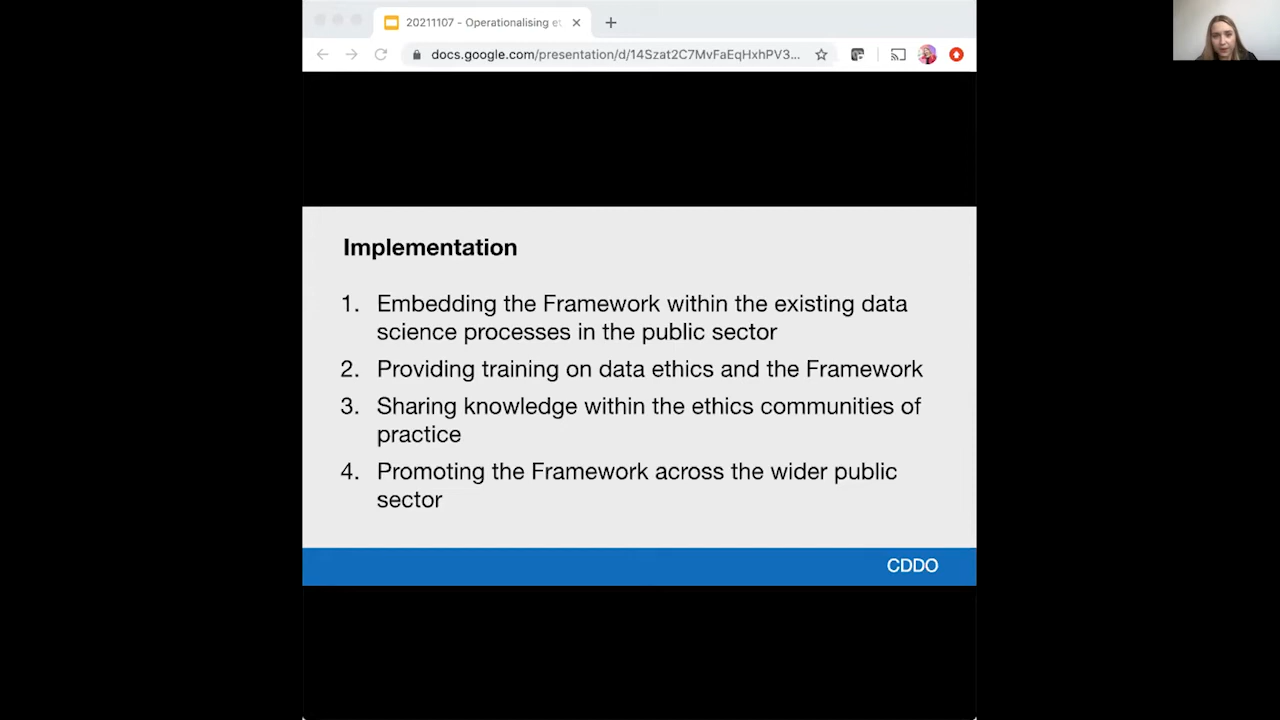 20211107 - Operationalising et
docs.google.com/presentation/d/14Szat2C7MvFaEqHxhPV3...
Implementation
1. Embedding the Framework within the existing data
science processes in the public sector
2. Providing training on data ethics and the Framework
3. Sharing knowledge within the ethics communities of
practice
4. Promoting the Framework across the wider public
sector
CDDO